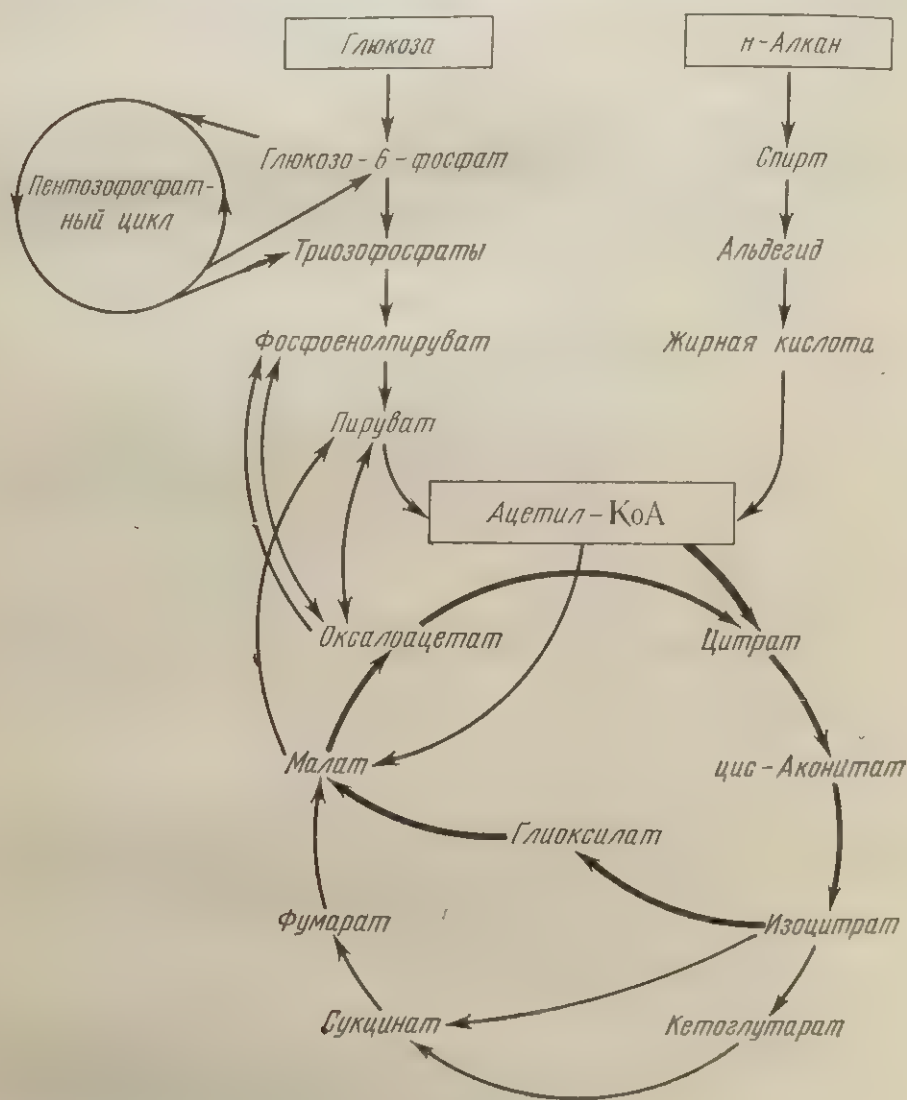 Глюкоза
н-Алкан
Глюкозо-6-фосфат
Спирт
Пентозофосфат-
ный цикл
Триозофосфаты
Альдегид
Фосфоенолпируват
Жирная кислота
Пируват
Ацетил-КоА
Оксалоацетат
Цитрат
Малат
цис-Аконитат
Глиоксилат
Фумарат
Изоцитрат
Сукцинат
Кетоглутарат